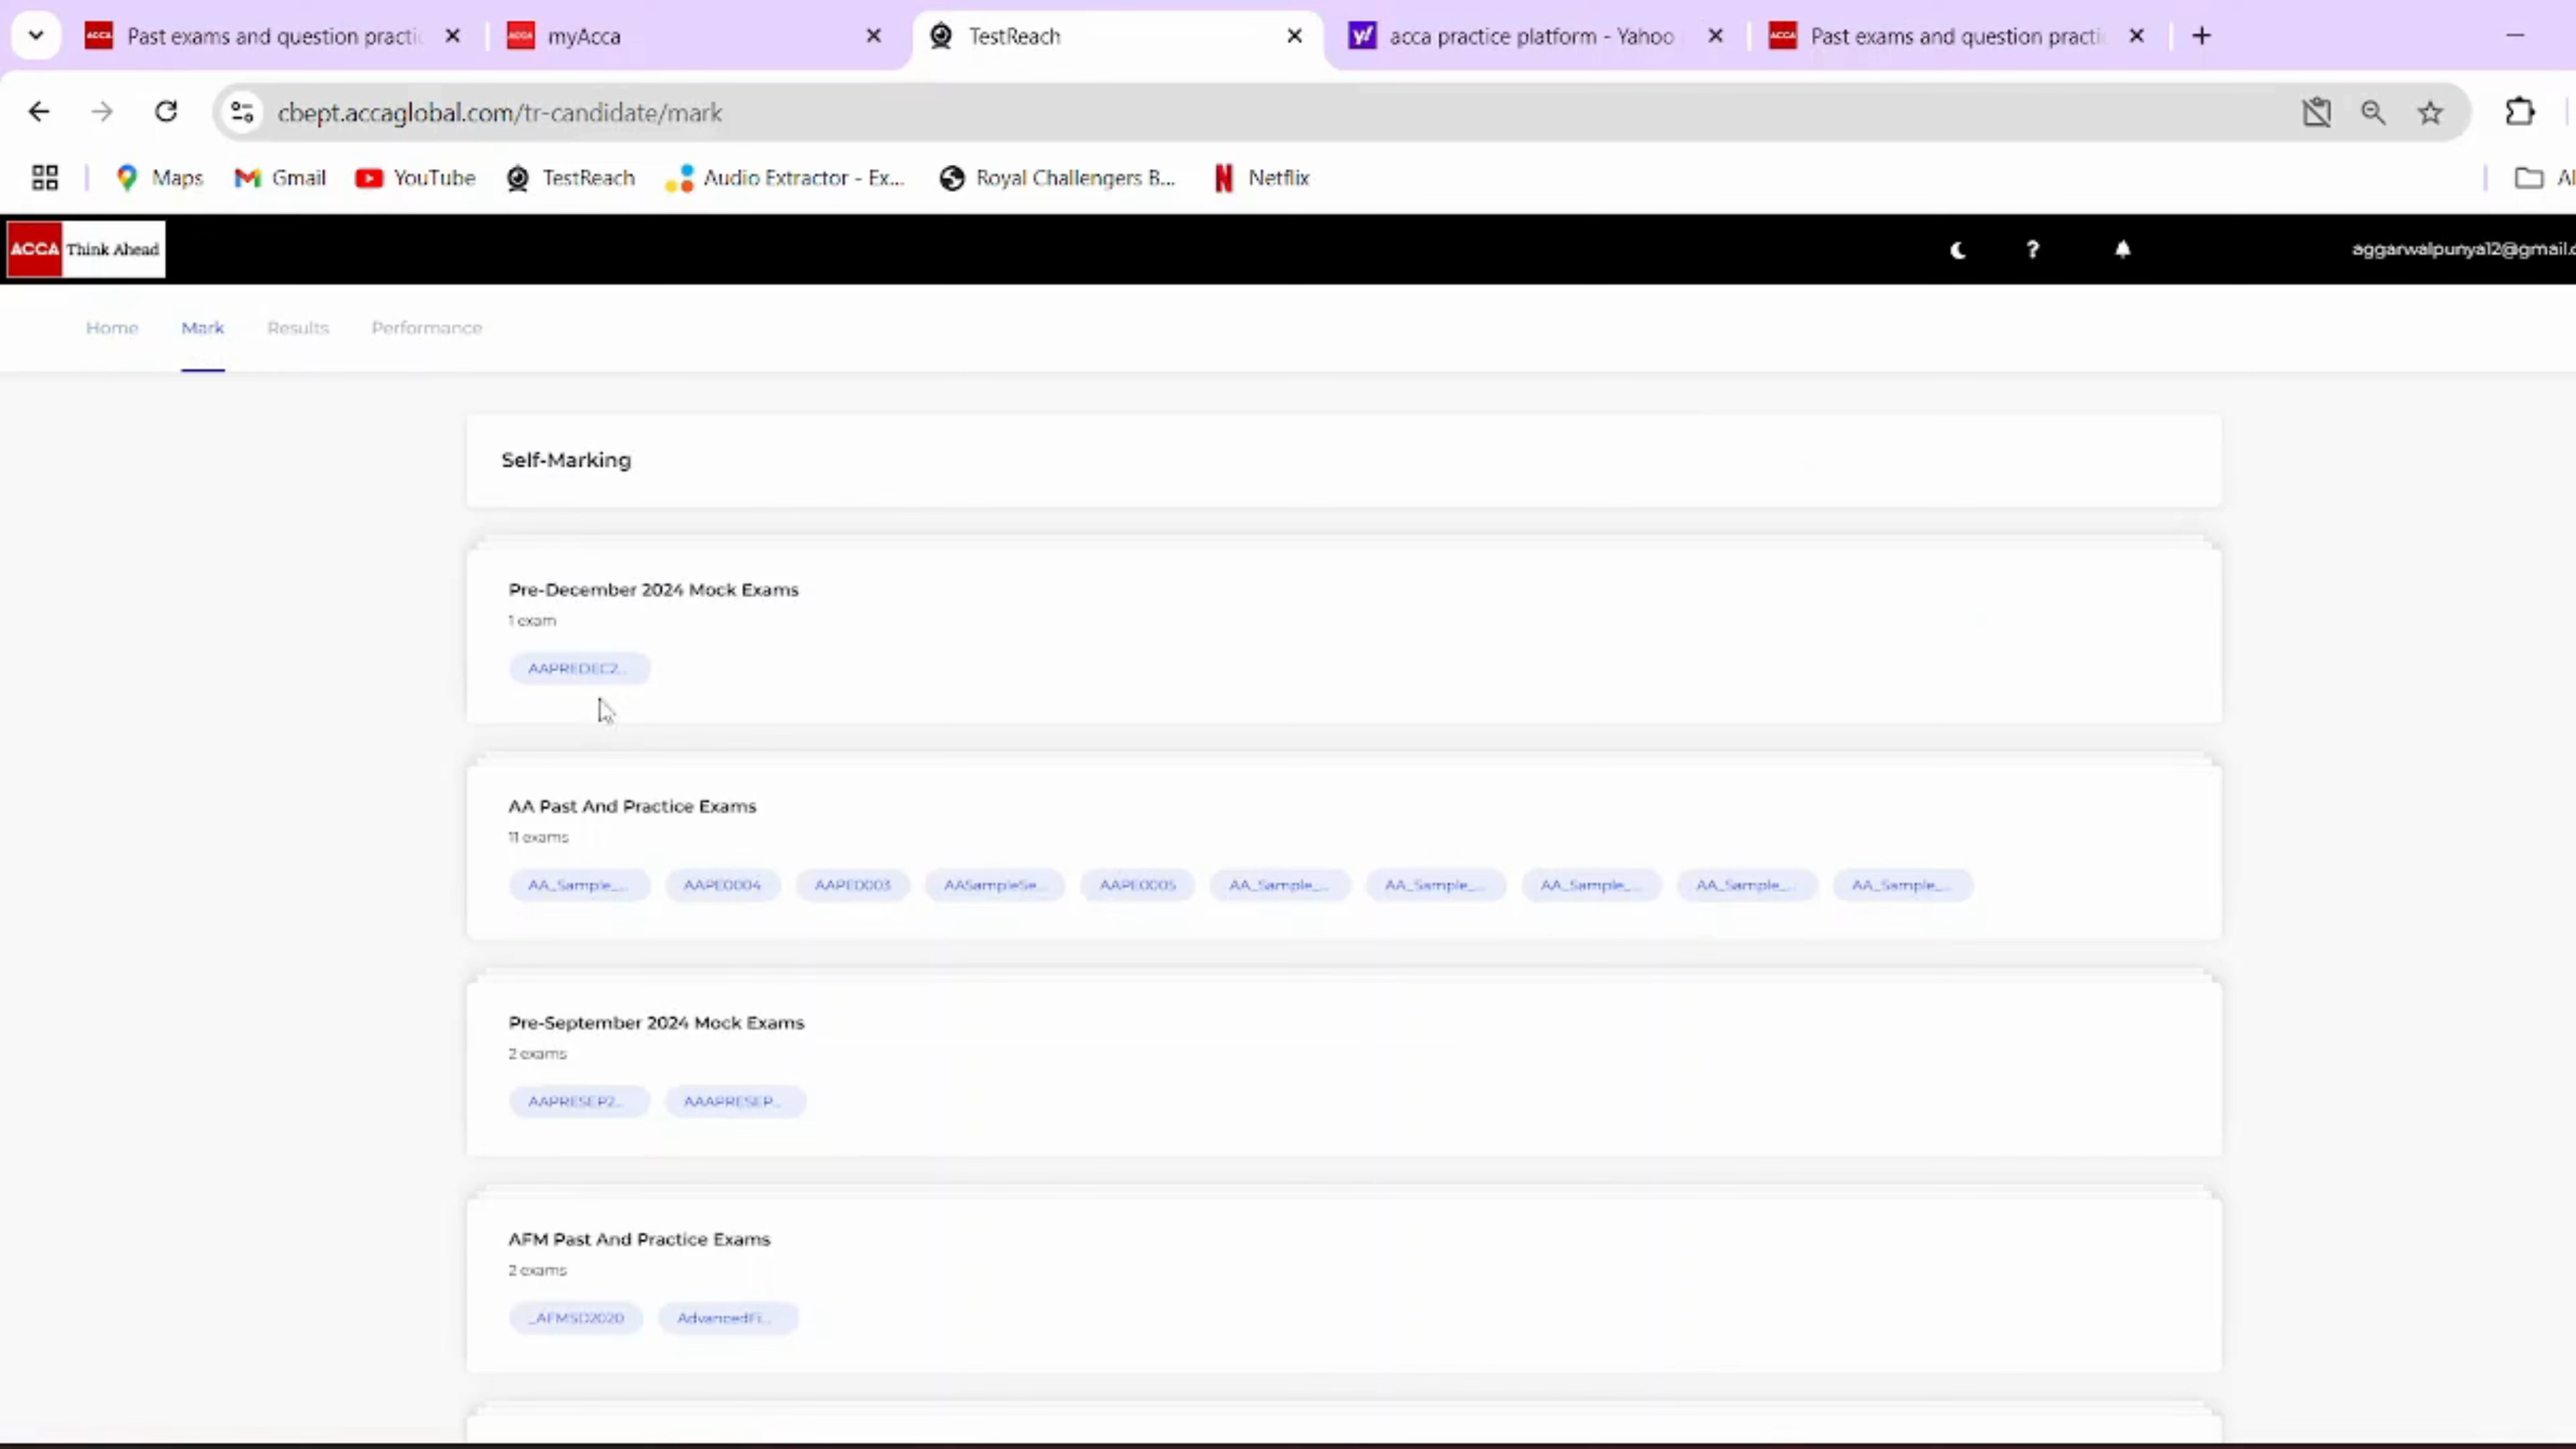 Past exams and question practi
myAcca
TestReach
acca practice platform - Yahoo
Past exams and question practi
cbept.accaglobal.com/tr-candidate/mark
Maps
Gmail
YouTube
TestReach
Audio Extractor - Ex...
Royal Challengers B...
Netflix
Al
ACCA Think Ahead
?
aggarwalpunya12@gmail.c
Home
Mark
Results
Performance
Self-Marking
Pre-December 2024 Mock Exams
1 exam
AAPREDEC2...
AA Past And Practice Exams
11 exams
AA_Sample_... AAPE0004 AAPE0003 AASampleSe... AAPE0005 AA_Sample_... AA_Sample_... AA_Sample_... AA_Sample_... AA_Sample_...
Pre-September 2024 Mock Exams
2 exams
AAPRESEP2... AAAPRESEP...
AFM Past And Practice Exams
2 exams
_AFMSD2020 AdvancedFi...